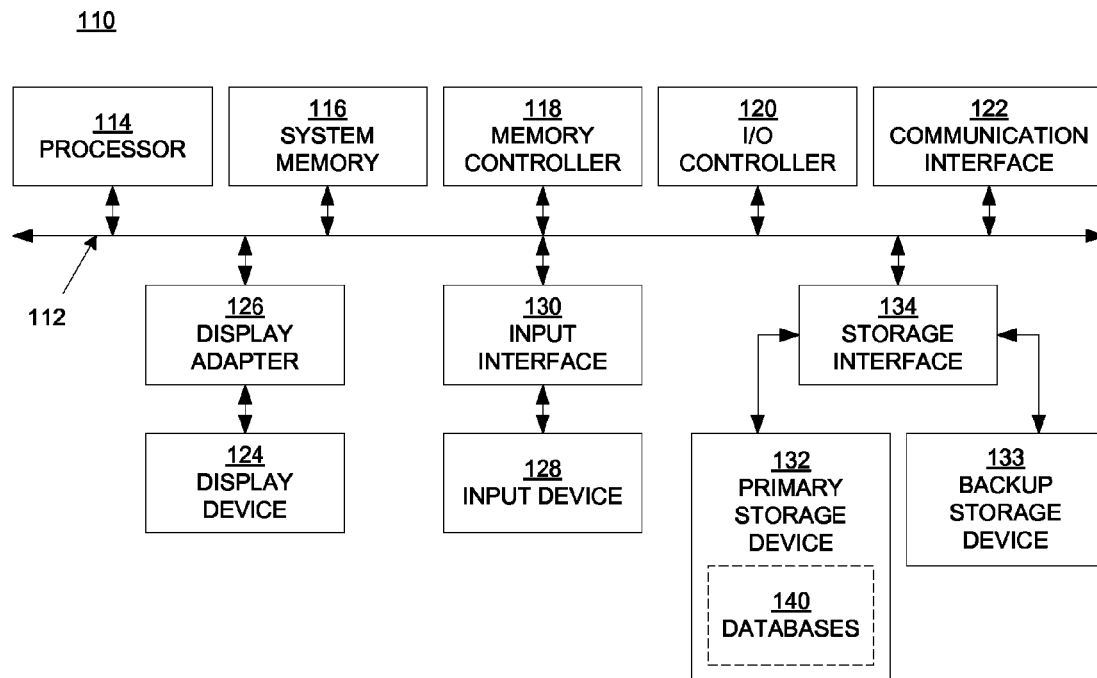 110
114
PROCESSOR
116
SYSTEM
MEMORY
118
MEMORY
CONTROLLER
120
I/O
CONTROLLER
122
COMMUNICATION
INTERFACE
112
126
DISPLAY
ADAPTER
130
INPUT
INTERFACE
134
STORAGE
INTERFACE
124
DISPLAY
DEVICE
128
INPUT DEVICE
132
PRIMARY
STORAGE
DEVICE
140
DATABASES
133
BACKUP
STORAGE
DEVICE